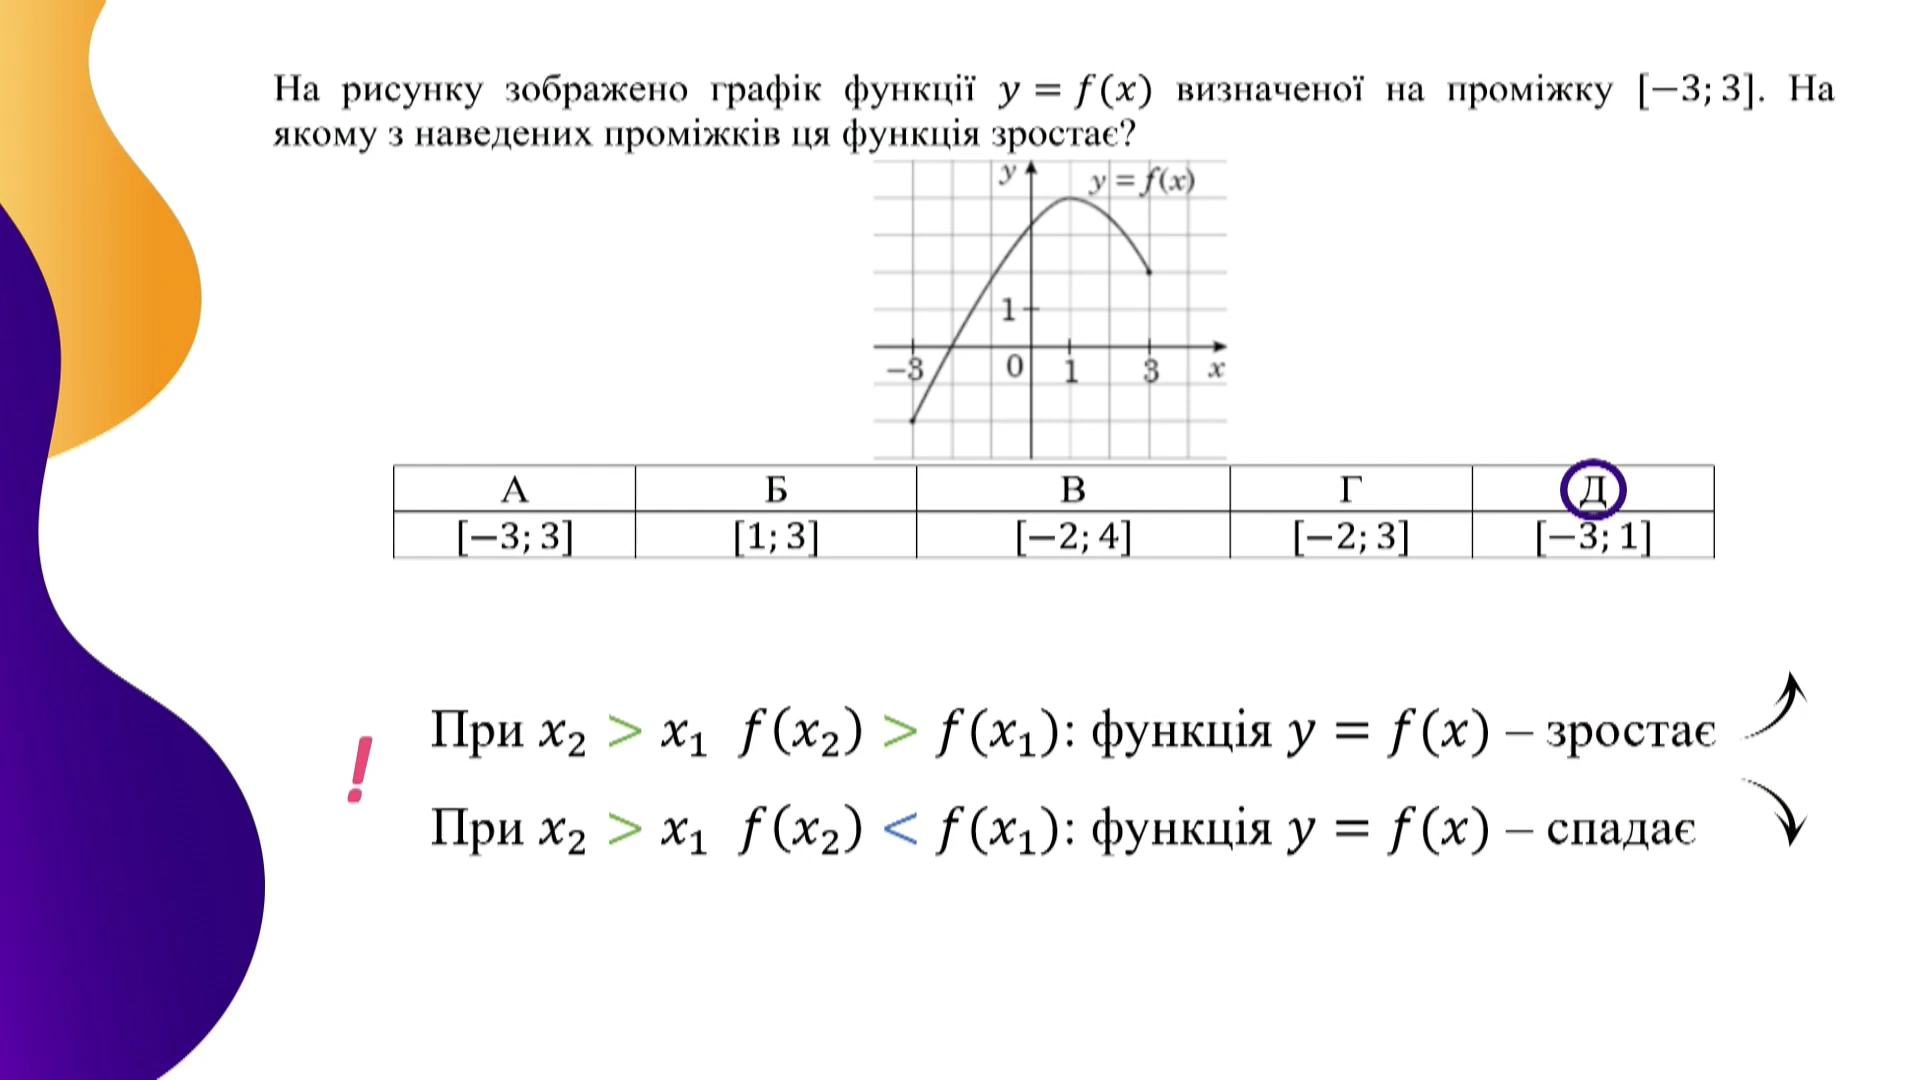 На рисунку зображено графік функції y = f(x) визначеної на проміжку [−3; 3]. На
якому з наведених проміжків ця функція зростає?
y
y = f(x)
1
−3 0 1 3 x
А Б В Г Д
[−3; 3] [1; 3] [−2; 4] [−2; 3] [−3; 1]
При x₂ > x₁ f(x₂) > f(x₁): функція y = f(x) – зростає
!
При x₂ > x₁ f(x₂) < f(x₁): функція y = f(x) – спадає